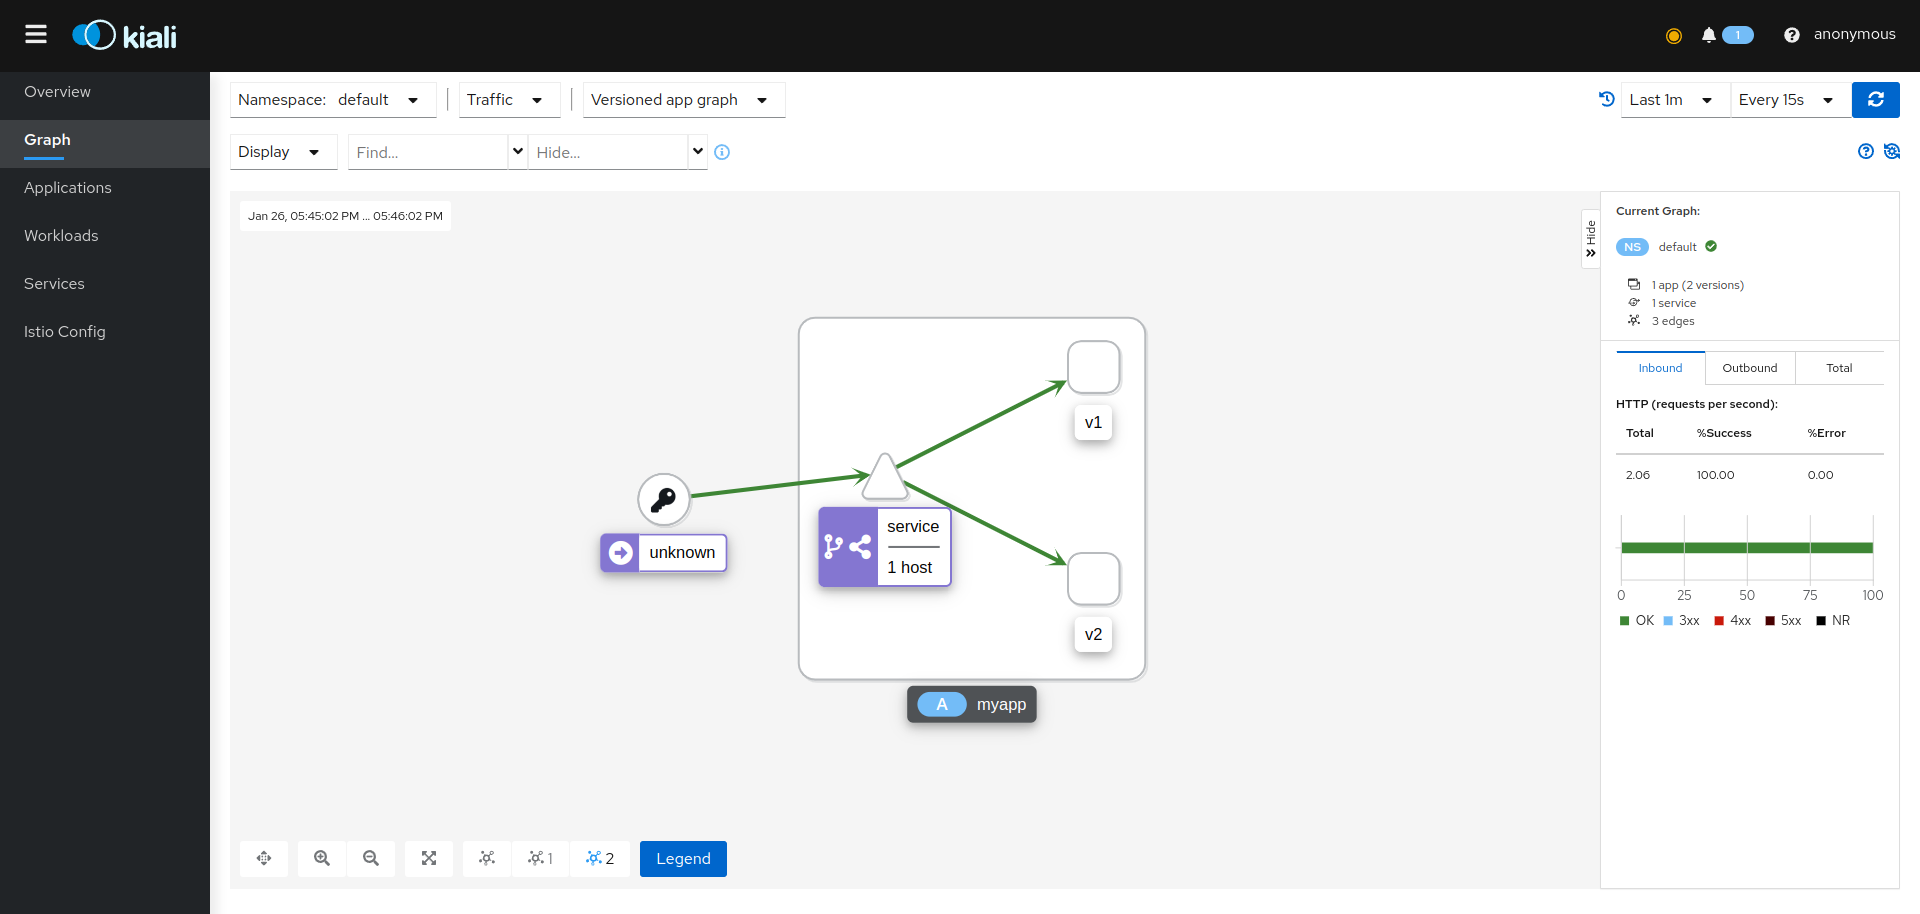 kiali
1
anonymous
Overview
Graph
Applications
Workloads
Services
Istio Config
Namespace: default
Traffic
Versioned app graph
Last 1m
Every 15s
Display
Find...
Hide...
Jan 26, 05:45:02 PM ... 05:46:02 PM
Hide
unknown
service
1 host
v1
v2
A myapp
1
2
Legend
Current Graph:
NS default
1 app (2 versions)
1 service
3 edges
Inbound Outbound Total
HTTP (requests per second):
Total %Success %Error
2.06 100.00 0.00
0 25 50 75 100
OK 3xx 4xx 5xx NR